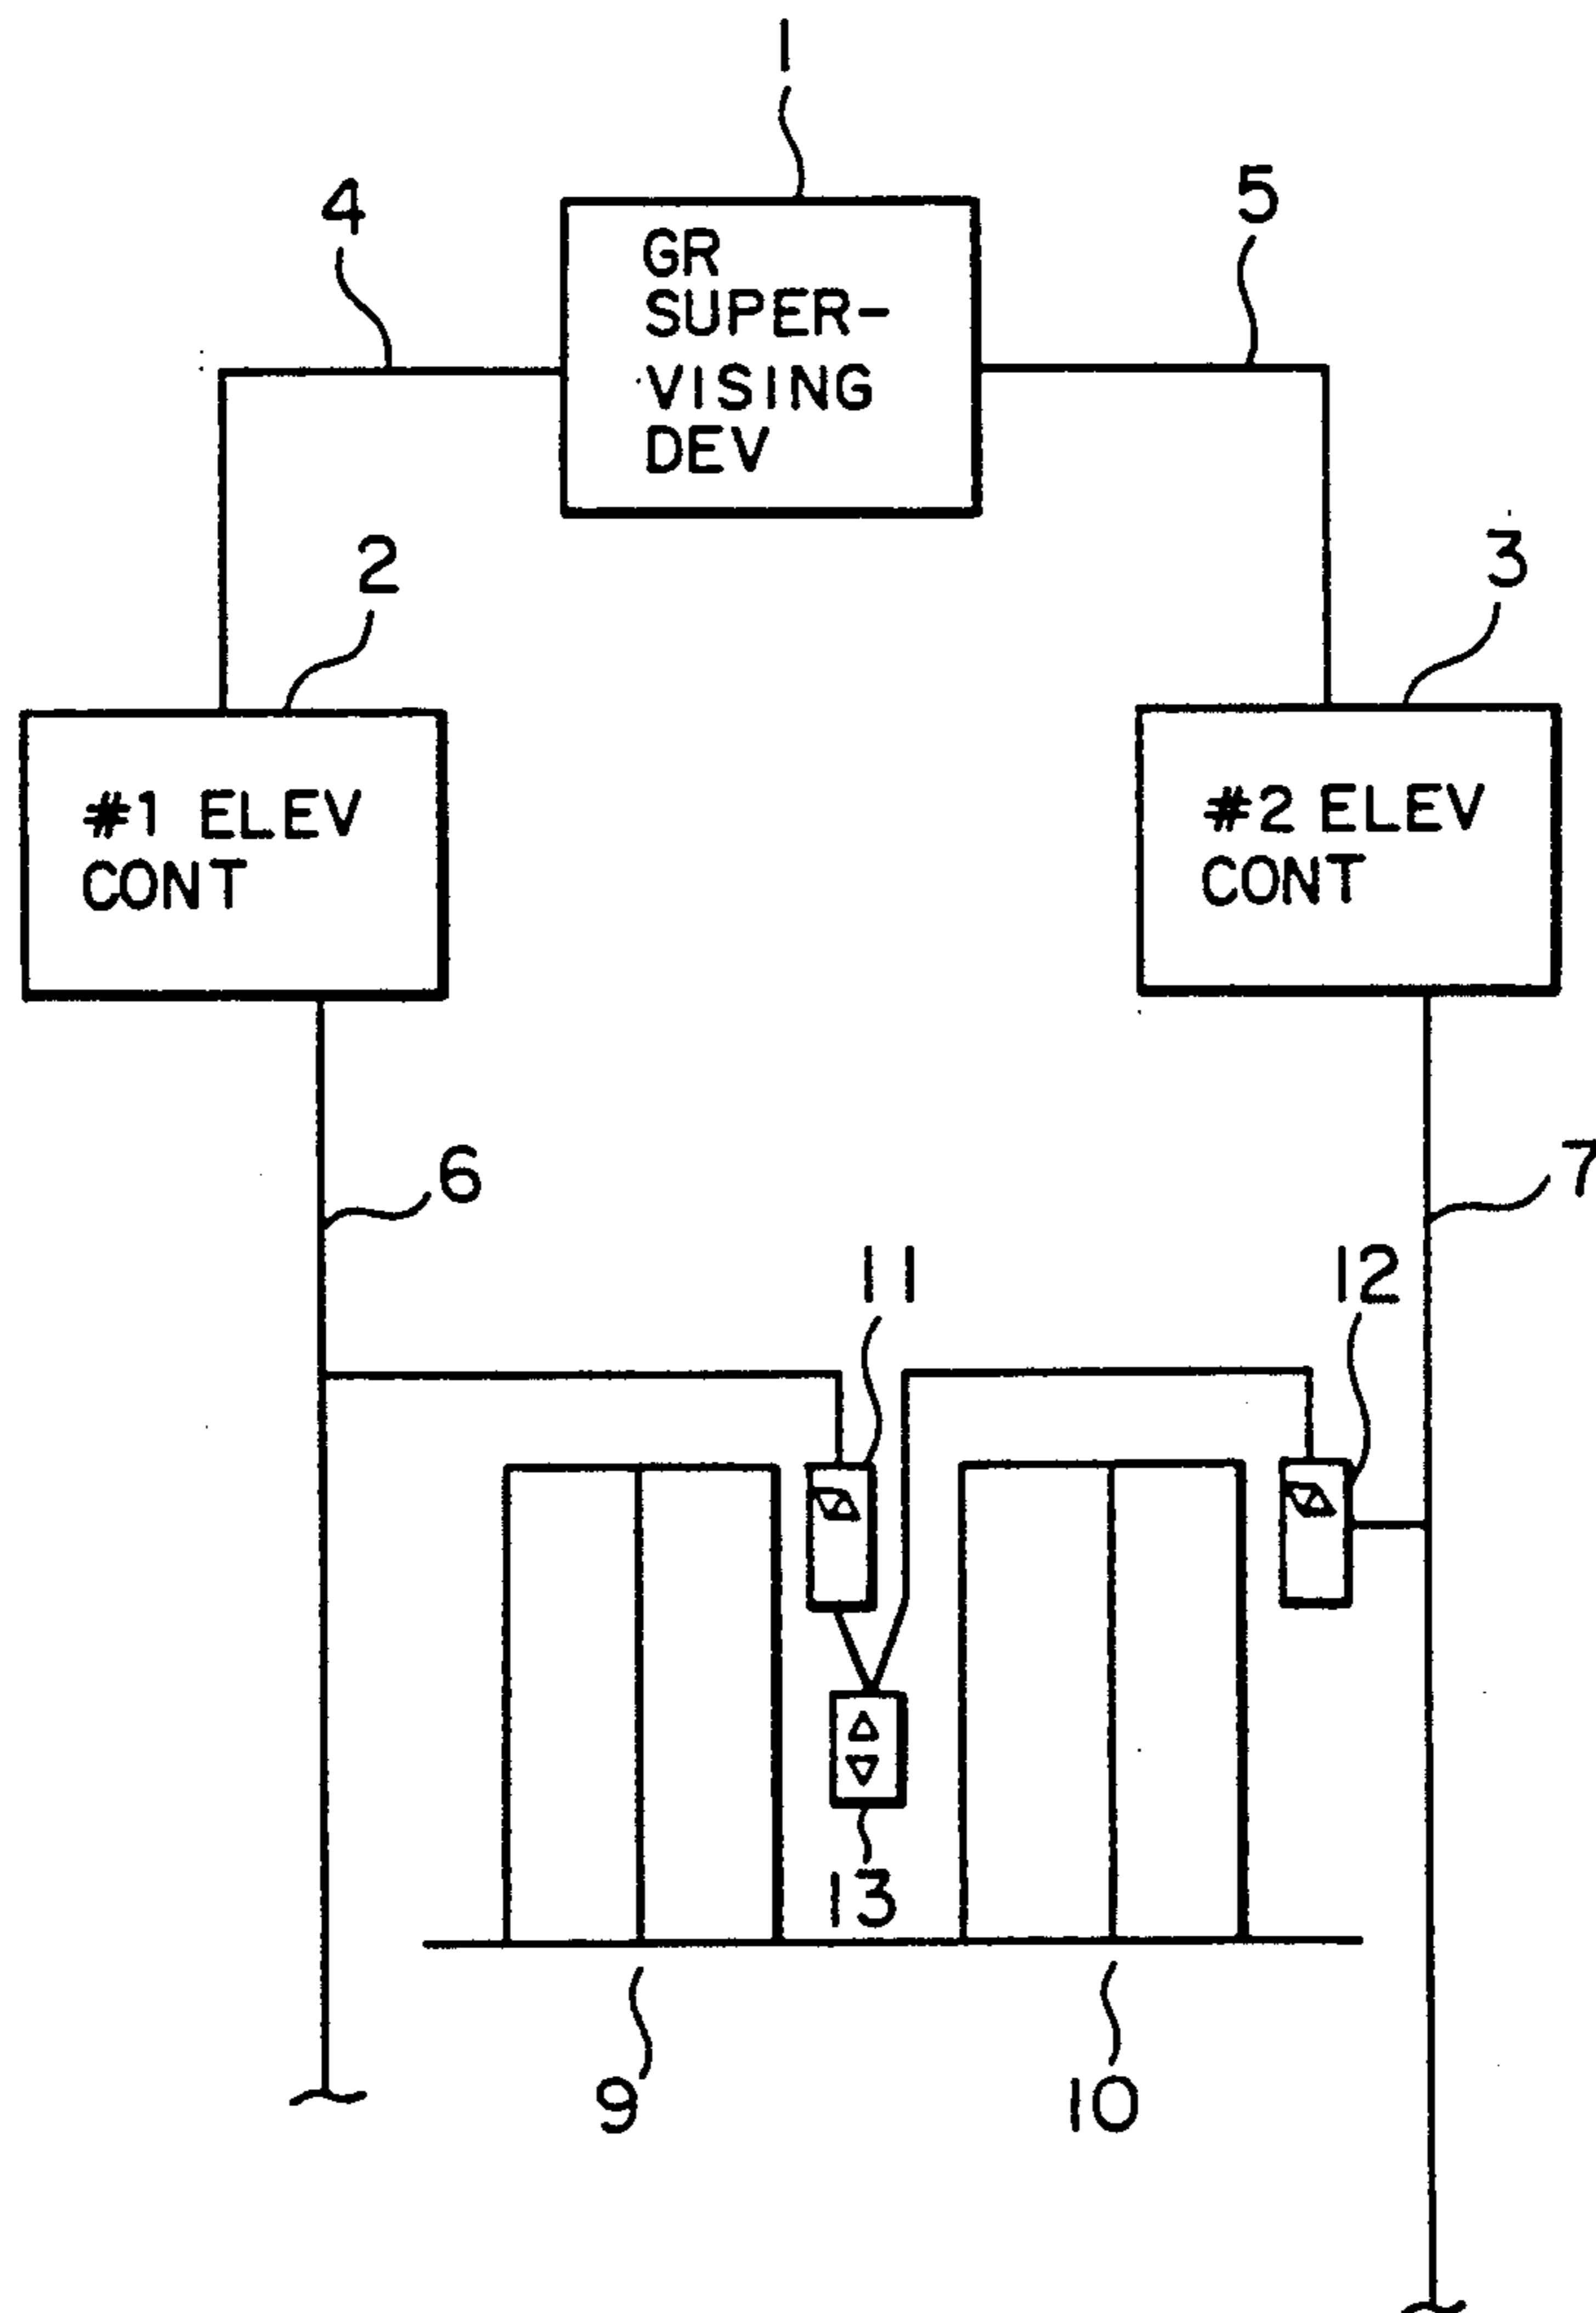 1
4
5
GR
SUPER-
VISING
DEV
2
3
#1 ELEV
CONT
#2 ELEV
CONT
6
7
11
12
13
9
10